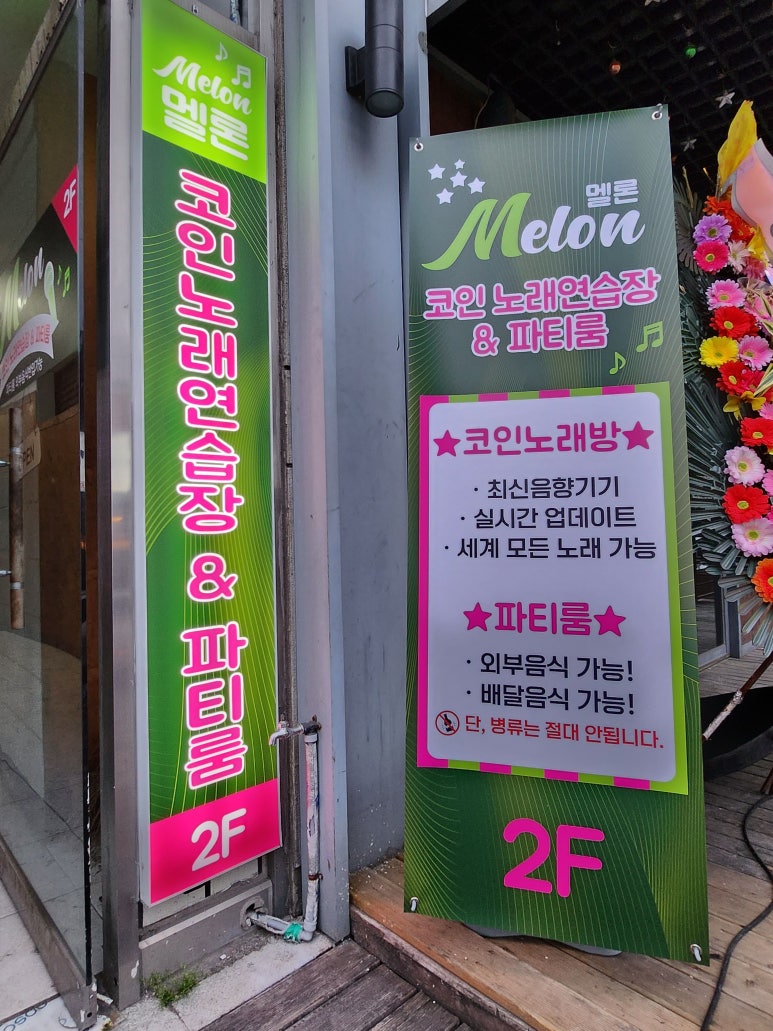 Melon
멜론
코인노래연습장 & 파티룸
2F
멜론
Melon
코인 노래연습장
& 파티룸
★코인노래방★
· 최신음향기기
· 실시간 업데이트
· 세계 모든 노래 가능
★파티룸★
· 외부음식 가능!
· 배달음식 가능!
단, 병류는 절대 안됩니다.
2F
2F
Melon